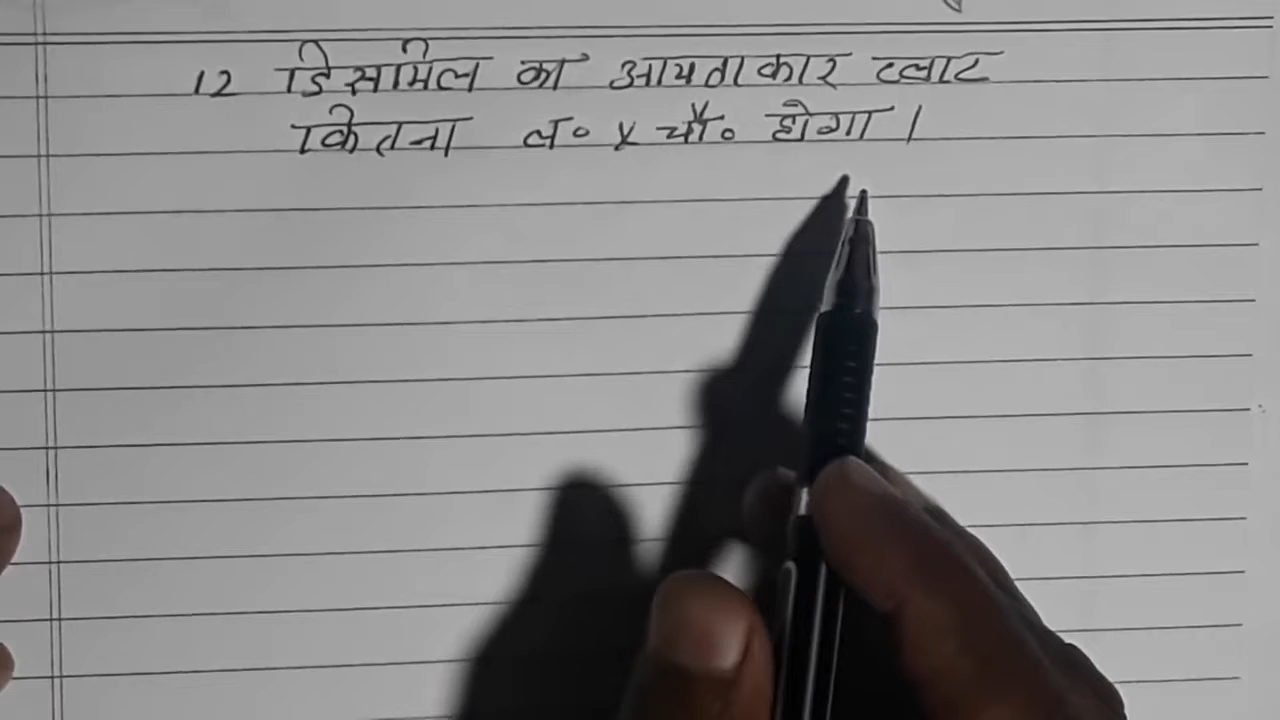 12 डिसमिल का आयताकार प्लाट
कितना ल० x चौ० होगा ।